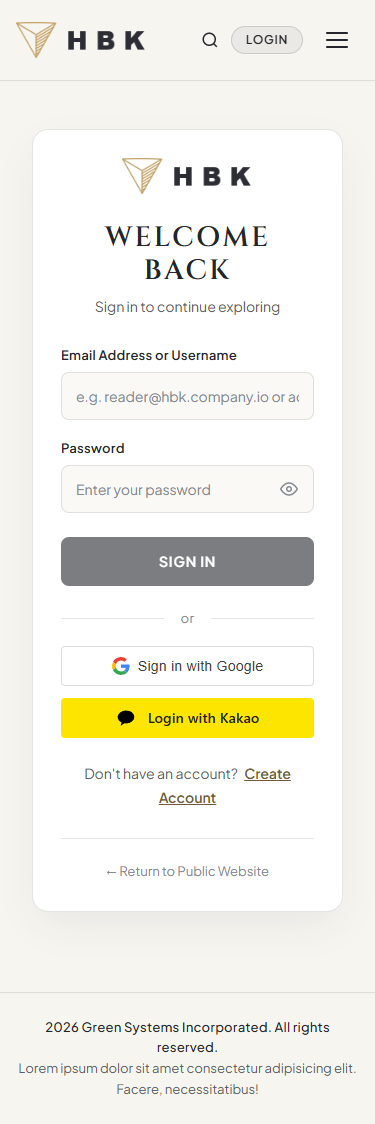 HBK
LOGIN
HBK
WELCOME
BACK
Sign in to continue exploring
Email Address or Username
e.g. reader@hbk.company.io or
Password
Enter your password
SIGN IN
or
Sign in with Google
Login with Kakao
Don't have an account? Create
Account
← Return to Public Website
2026 Green Systems Incorporated. All rights
reserved.
Lorem ipsum dolor sit amet consectetur adipisicing elit.
Facere, necessitatibus!